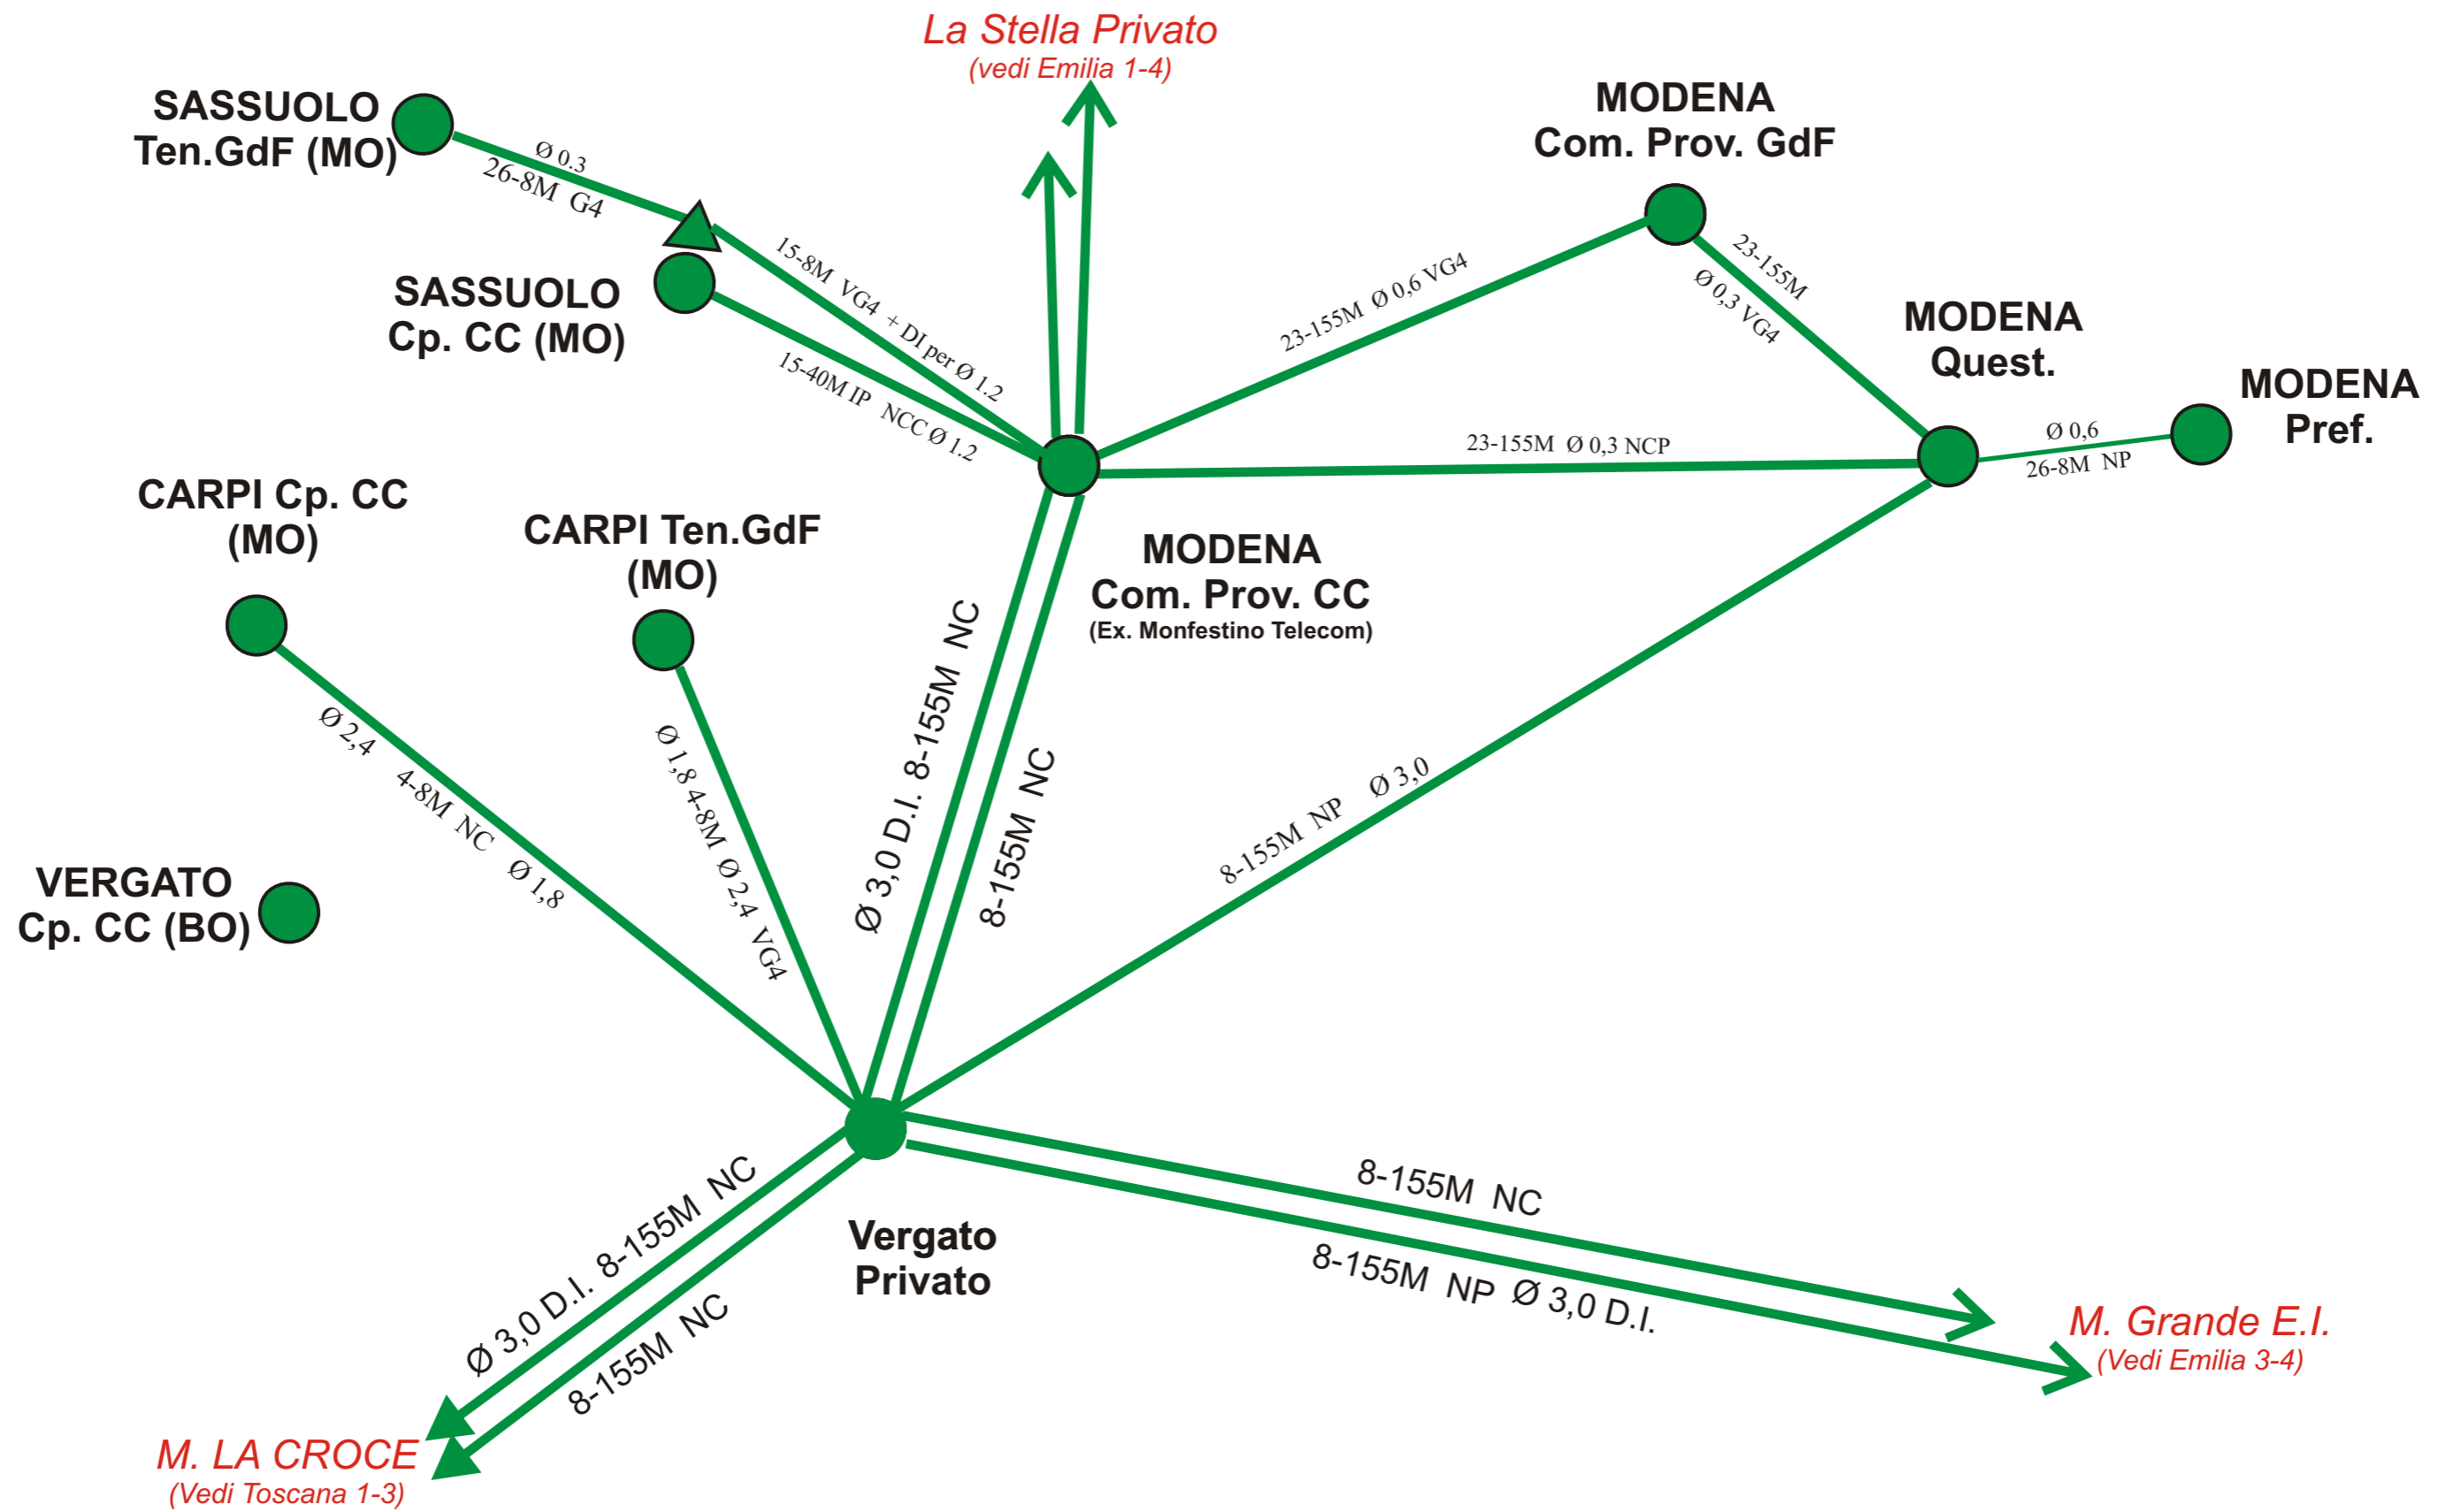 La Stella Privato
(vedi Emilia 1-4)
SASSUOLO
Ten.GdF (MO)
Ø 0.3
26-8M G4
MODENA
Com. Prov. GdF
SASSUOLO
Cp. CC (MO)
15-8M VG4 + DI per Ø 1.2
15-40M IP NCC Ø 1.2
23-155M Ø 0,6 VG4
23-155M
Ø 0,3 VG4
MODENA
Quest.
MODENA
Pref.
Ø 0,6
26-8M NP
23-155M Ø 0,3 NCP
CARPI Cp. CC
(MO)
CARPI Ten.GdF
(MO)
MODENA
Com. Prov. CC
(Ex. Monfestino Telecom)
Ø 2,4 4-8M NC Ø 1,8
Ø 1,8 4-8M Ø 2,4 VG4
Ø 3,0 D.I. 8-155M NC
8-155M NC
8-155M NP Ø 3,0
VERGATO
Cp. CC (BO)
Vergato
Privato
Ø 3,0 D.I. 8-155M NC
8-155M NC
8-155M NC
8-155M NP Ø 3,0 D.I.
M. Grande E.I.
(Vedi Emilia 3-4)
M. LA CROCE
(Vedi Toscana 1-3)